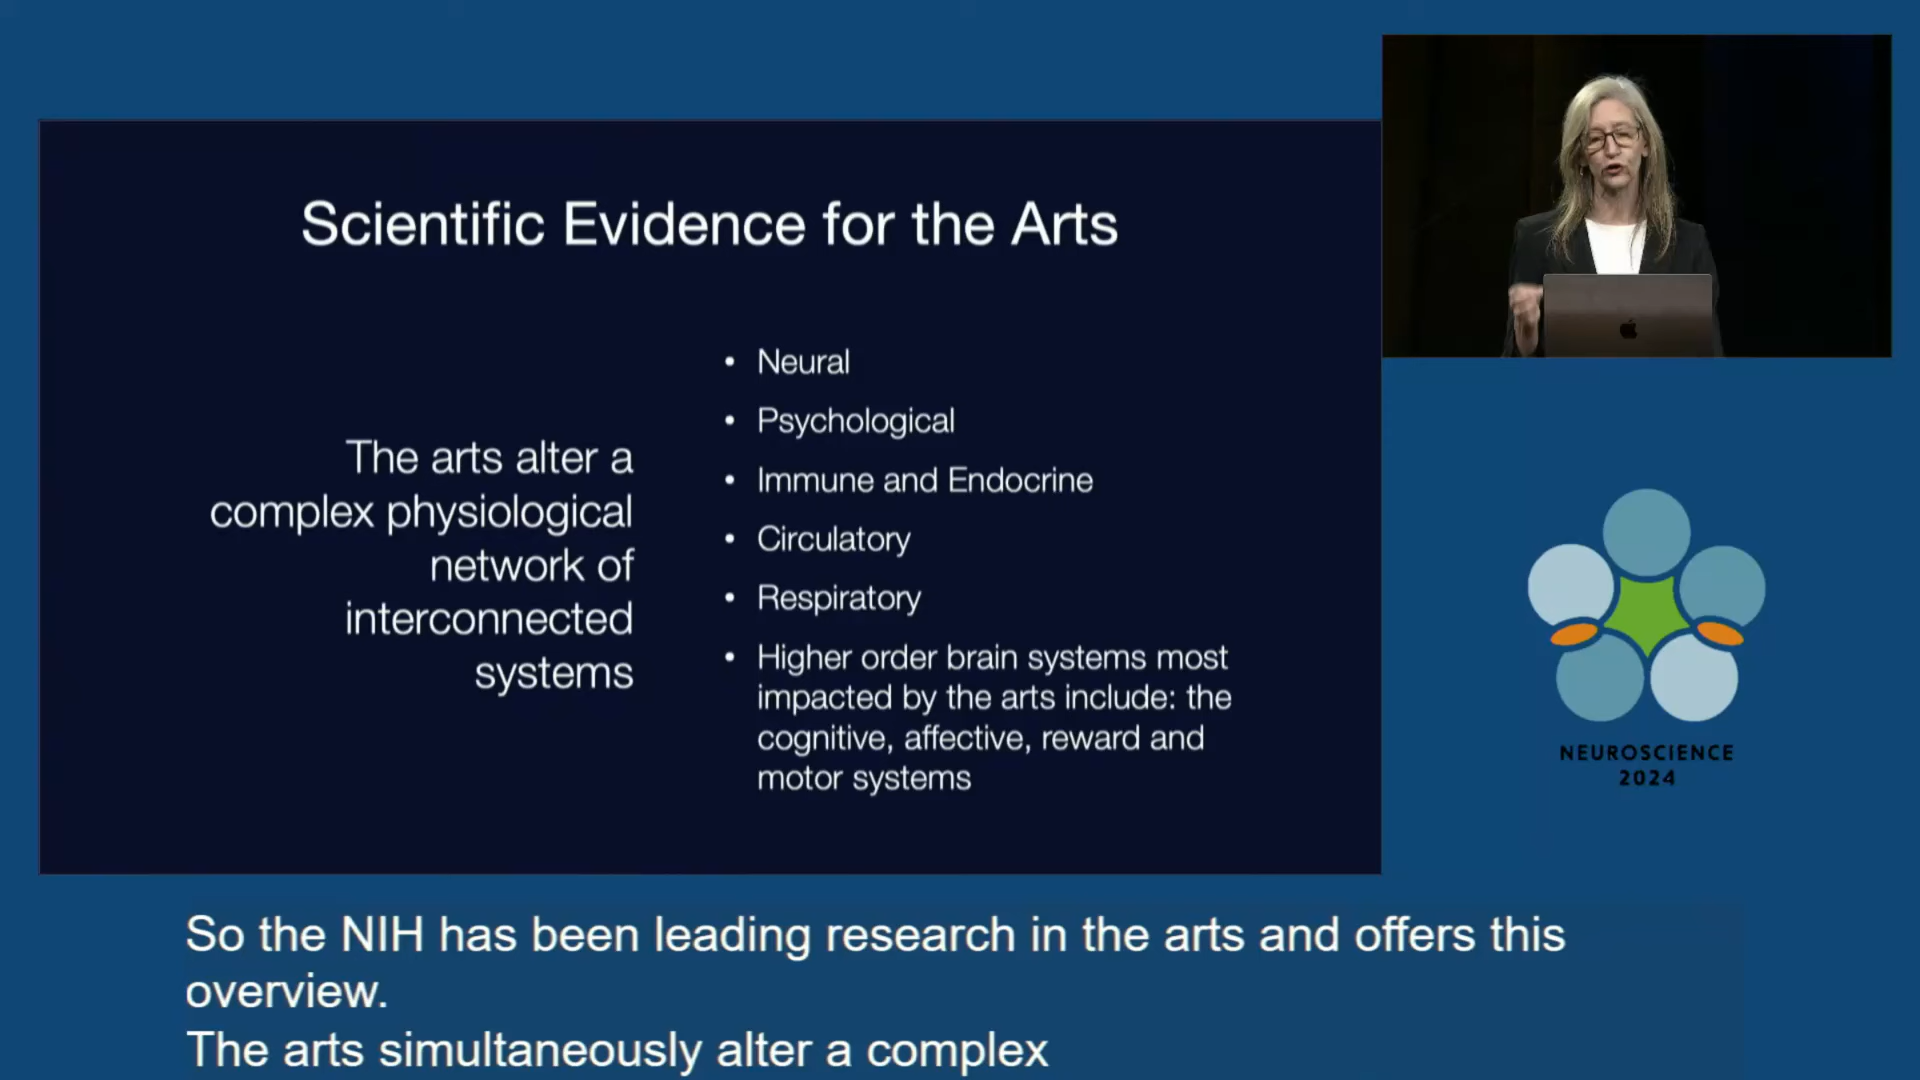 Scientific Evidence for the Arts
The arts alter a
complex physiological
network of
interconnected
systems
• Neural
• Psychological
• Immune and Endocrine
• Circulatory
• Respiratory
• Higher order brain systems most
impacted by the arts include: the
cognitive, affective, reward and
motor systems
NEUROSCIENCE
2024
So the NIH has been leading research in the arts and offers this
overview.
The arts simultaneously alter a complex